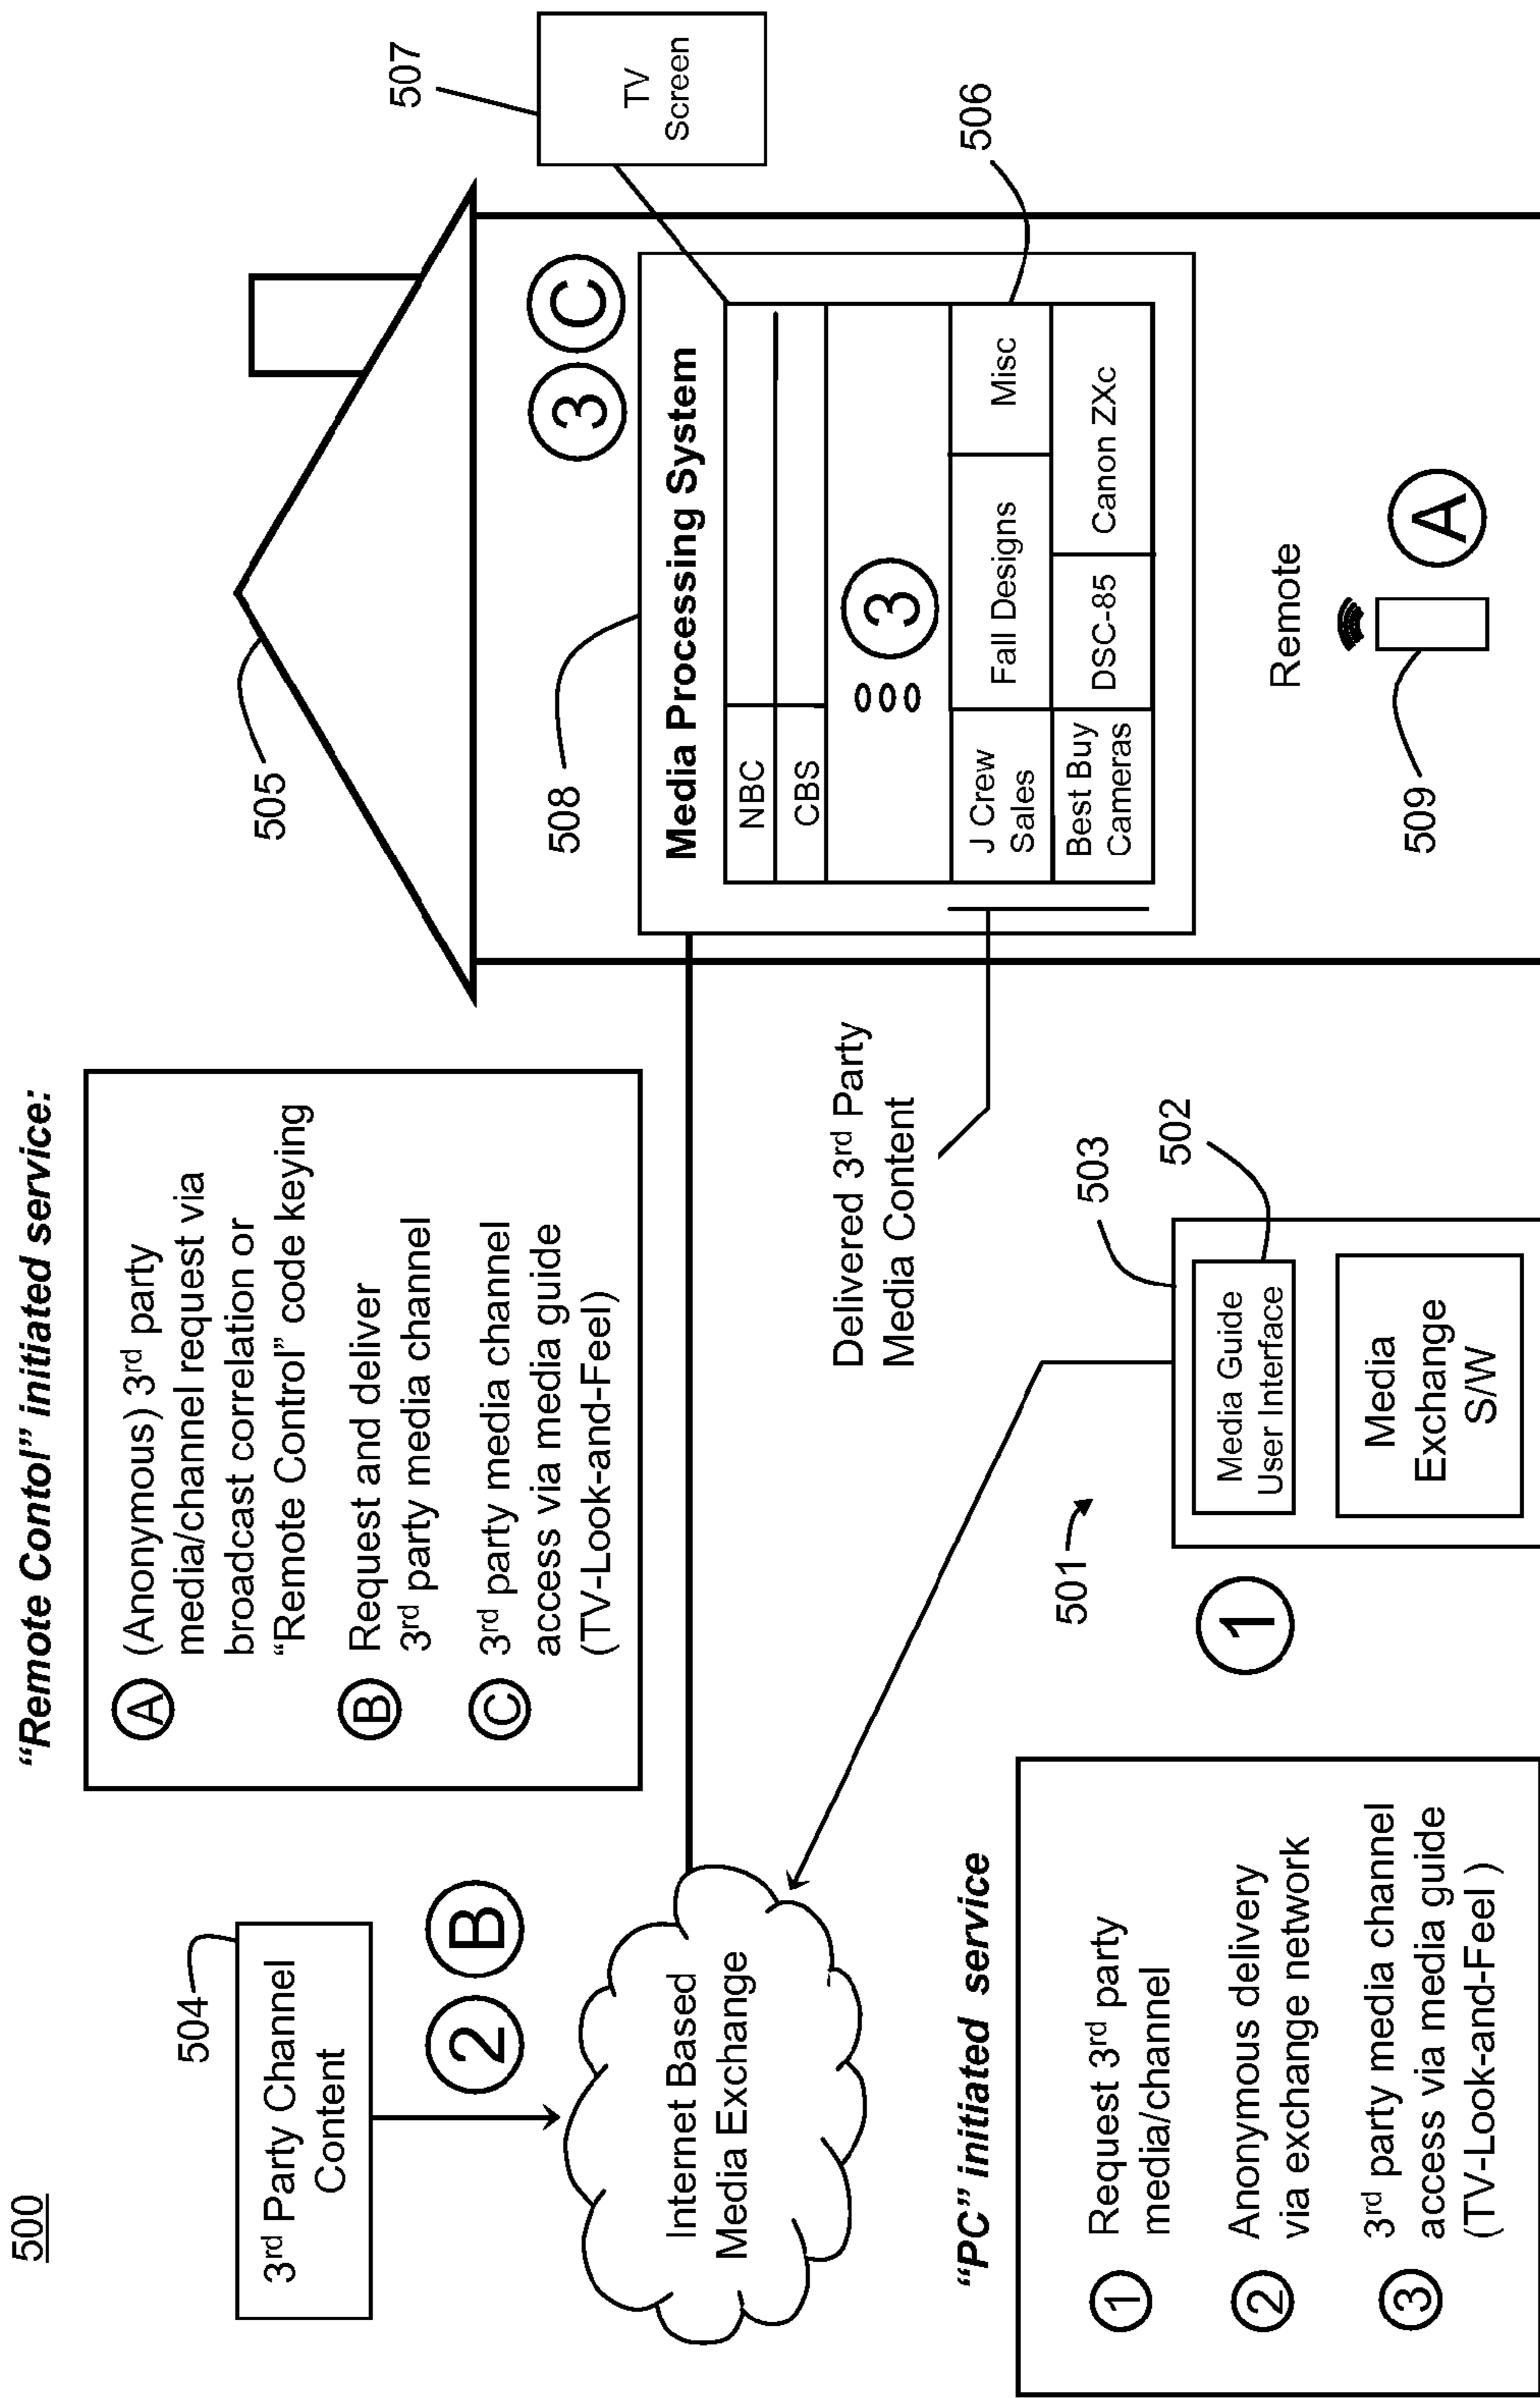 500
"Remote Contol" initiated service:
504
3rd Party Channel
Content
2
B
A
(Anonymous) 3rd party
media/channel request via
broadcast correlation or
"Remote Control" code keying
B
Request and deliver
3rd party media channel
C
3rd party media channel
access via media guide
(TV-Look-and-Feel)
505
507
TV
Screen
3
C
508
Media Processing System
NBC
CBS
3
J Crew
Sales
Fall Designs
Misc
Best Buy
Cameras
DSC-85
Canon ZXc
506
Internet Based
Media Exchange
Delivered 3rd Party
Media Content
Remote
509
A
"PC" initiated service
1
Request 3rd party
media/channel
2
Anonymous delivery
via exchange network
3
3rd party media channel
access via media guide
(TV-Look-and-Feel )
501
1
503
502
Media Guide
User Interface
Media
Exchange
S/W